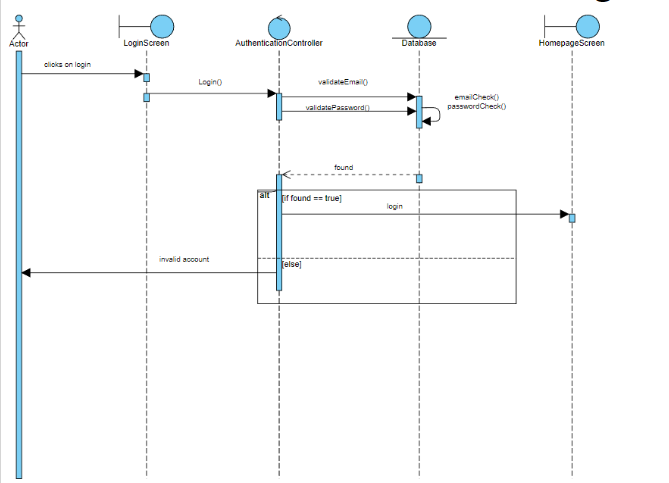 Actor
LoginScreen
AuthenticationController
Database
HomepageScreen
clicks on login
Login()
validateEmail()
emailCheck()
passwordCheck()
validatePassword()
found
alt
[if found == true]
login
invalid account
[else]